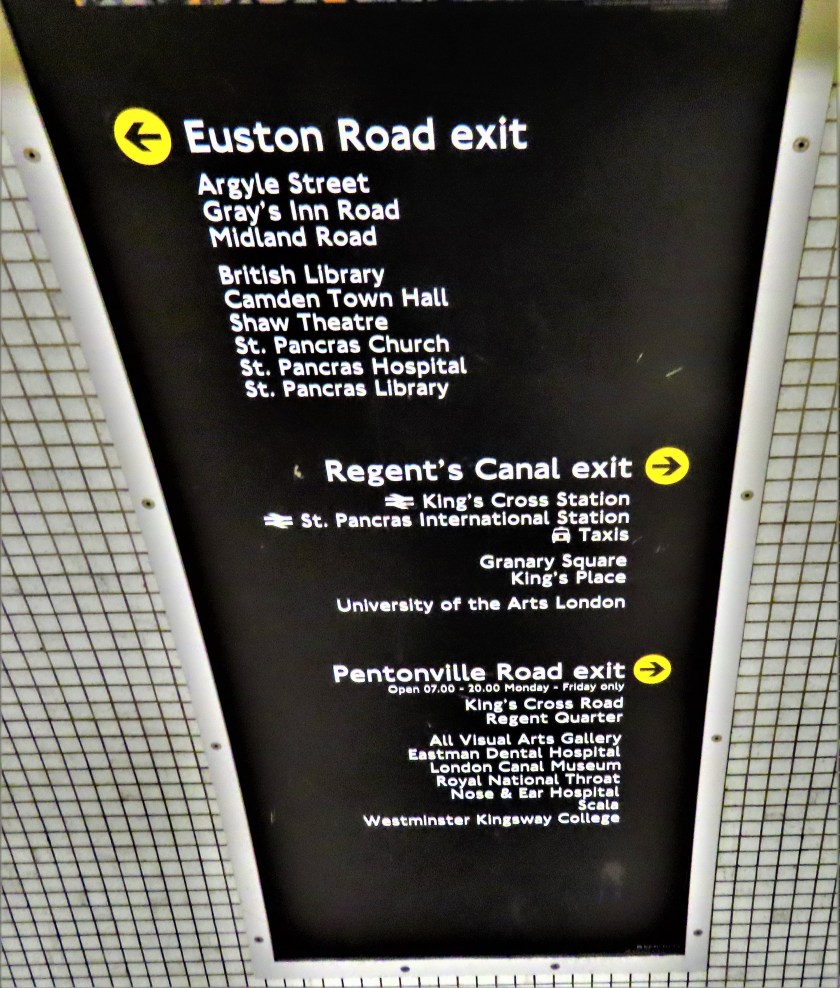 Euston Road exit
Argyle Street
Gray's Inn Road
Midland Road
British Library
Camden Town Hall
Shaw Theatre
St. Pancras Church
St. Pancras Hospital
St. Pancras Library
Regent's Canal exit
King's Cross Station
St. Pancras International Station
Taxis
Granary Square
King's Place
University of the Arts London
Pentonville Road exit
Open 07.00 - 20.00 Monday - Friday only
King's Cross Road
Regent Quarter
All Visual Arts Gallery
Eastman Dental Hospital
London Canal Museum
Royal National Throat
Nose & Ear Hospital
Scala
Westminster Kingsway College